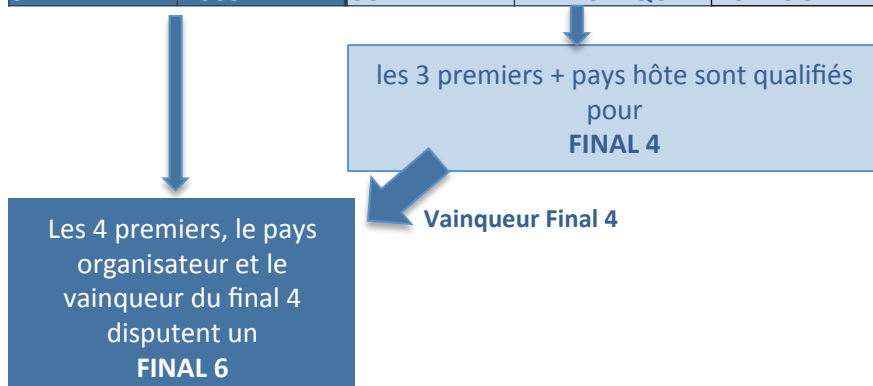 les 3 premiers + pays hôte sont qualifiés
pour
FINAL 4
Vainqueur Final 4
Les 4 premiers, le pays
organisateur et le
vainqueur du final 4
disputent un
FINAL 6